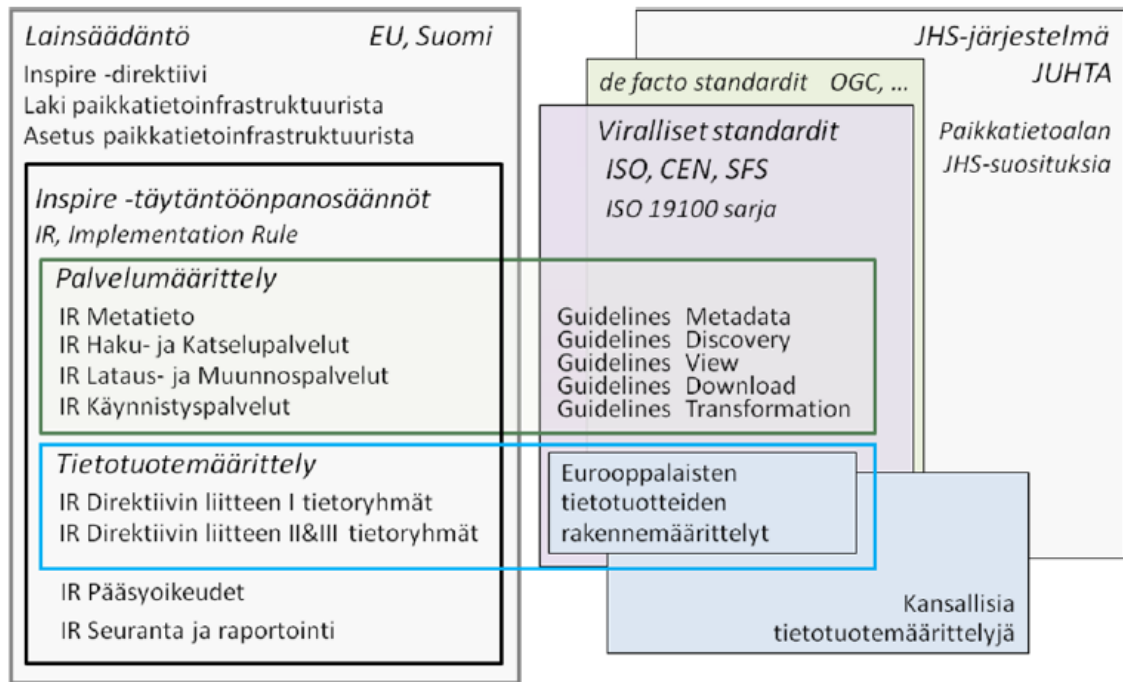 Lainsäädäntö EU, Suomi
Inspire -direktiivi
Laki paikkatietoinfrastruktuurista
Asetus paikkatietoinfrastruktuurista
Inspire -täytäntöönpanosäännöt
IR, Implementation Rule
Palvelumäärittely
IR Metatieto
IR Haku- ja Katselupalvelut
IR Lataus- ja Muunnospalvelut
IR Käynnistyspalvelut
Tietotuotemäärittely
IR Direktiivin liitteen I tietoryhmät
IR Direktiivin liitteen II&III tietoryhmät
IR Pääsyoikeudet
IR Seuranta ja raportointi
JHS-järjestelmä
JUHTA
Paikkatietoalan
JHS-suosituksia
de facto standardit OGC, ...
Viralliset standardit
ISO, CEN, SFS
ISO 19100 sarja
Guidelines Metadata
Guidelines Discovery
Guidelines View
Guidelines Download
Guidelines Transformation
Eurooppalaisten
tietotuotteiden
rakennemäärittelyt
Kansallisia
tietotuotemäärittelyjä